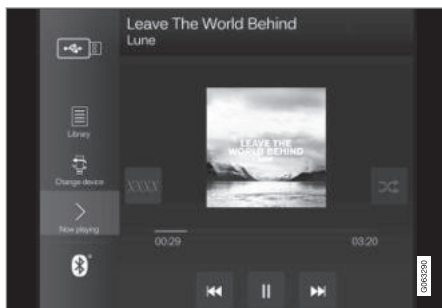 Leave The World Behind
Lune
Library
Change device
Now playing
LEAVE THE
WORLD BEHIND
XXXX
00:29
03:20
G063290